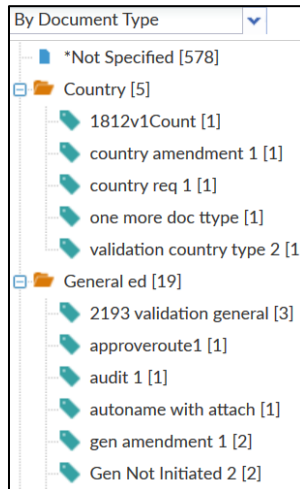 By Document Type
*Not Specified [578]
Country [5]
1812v1Count [1]
country amendment 1 [1]
country req 1 [1]
one more doc ttype [1]
validation country type 2 [1
General ed [19]
2193 validation general [3]
approveroute1 [1]
audit 1 [1]
autoname with attach [1]
gen amendment 1 [2]
Gen Not Initiated 2 [2]